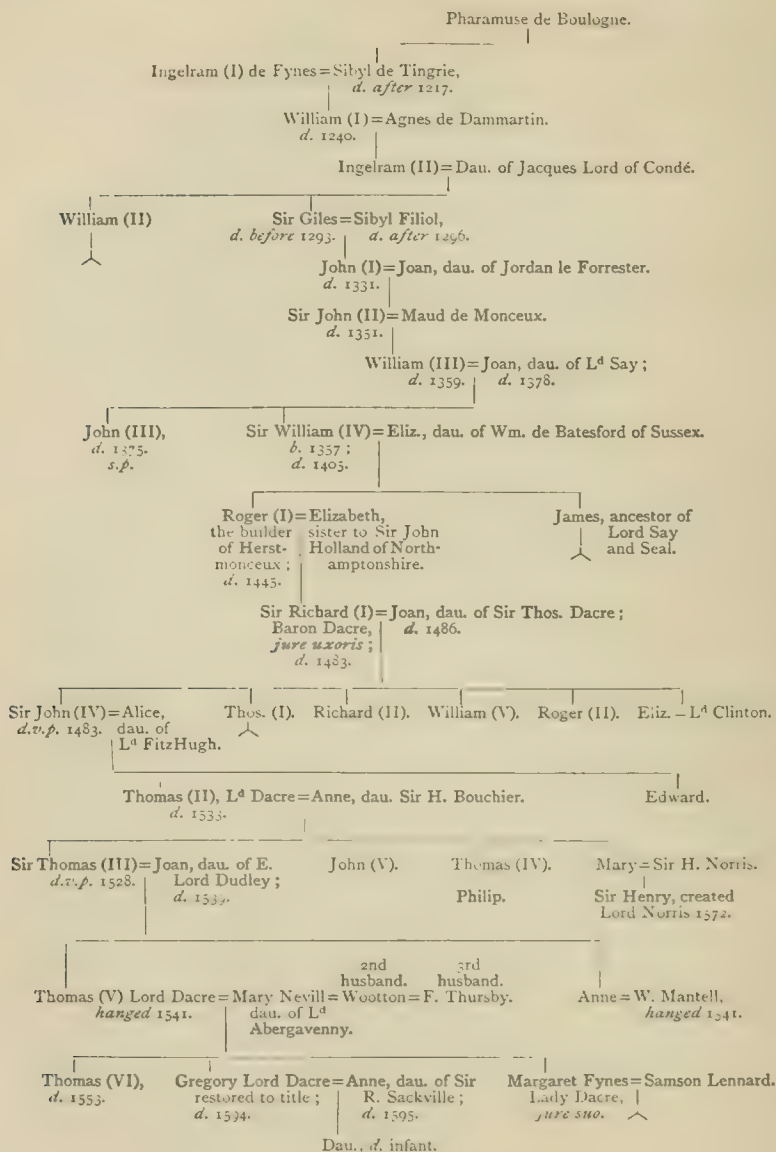 Pharamuse de Boulogne.
Ingelram (I) de Fynes = Sibyl de Tingrie,
d. after 1217.
William (I) = Agnes de Dammartin.
d. 1240.
Ingelram (II) = Dau. of Jacques Lord of Condé.
William (II) Sir Giles = Sibyl Filiol,
d. before 1293. d. after 1296.
John (I) = Joan, dau. of Jordan le Forrester.
d. 1331.
Sir John (II) = Maud de Monceux.
d. 1351.
William (III) = Joan, dau. of Ld Say ;
d. 1359. d. 1378.
John (III), Sir William (IV) = Eliz., dau. of Wm. de Batesford of Sussex.
d. 1375. b. 1357 ;
s.p. d. 1405.
Roger (I) = Elizabeth, James, ancestor of
the builder sister to Sir John Lord Say
of Herst- Holland of North- and Seal.
monceux ; amptonshire.
d. 1445.
Sir Richard (I) = Joan, dau. of Sir Thos. Dacre ;
Baron Dacre, d. 1486.
jure uxoris ;
d. 1483.
Sir John (IV) = Alice, Thos. (I). Richard (II). William (V). Roger (II). Eliz. = Ld Clinton.
d.v.p. 1483. dau. of
Ld FitzHugh.
Thomas (II), Ld Dacre = Anne, dau. Sir H. Bouchier. Edward.
d. 1533.
Sir Thomas (III) = Joan, dau. of E. John (V). Thomas (IV). Mary = Sir H. Norris.
d.v.p. 1528. Lord Dudley ; Philip. Sir Henry, created
d. 1539. Lord Norris 1572.
2nd 3rd
husband. husband.
Thomas (V) Lord Dacre = Mary Nevill = Wootton = F. Thursby. Anne = W. Mantell,
hanged 1541. dau. of Ld hanged 1541.
Abergavenny.
Thomas (VI), Gregory Lord Dacre = Anne, dau. of Sir Margaret Fynes = Samson Lennard.
d. 1553. restored to title ; R. Sackville ; Lady Dacre,
d. 1594. d. 1595. jure suo.
Dau., d. infant.